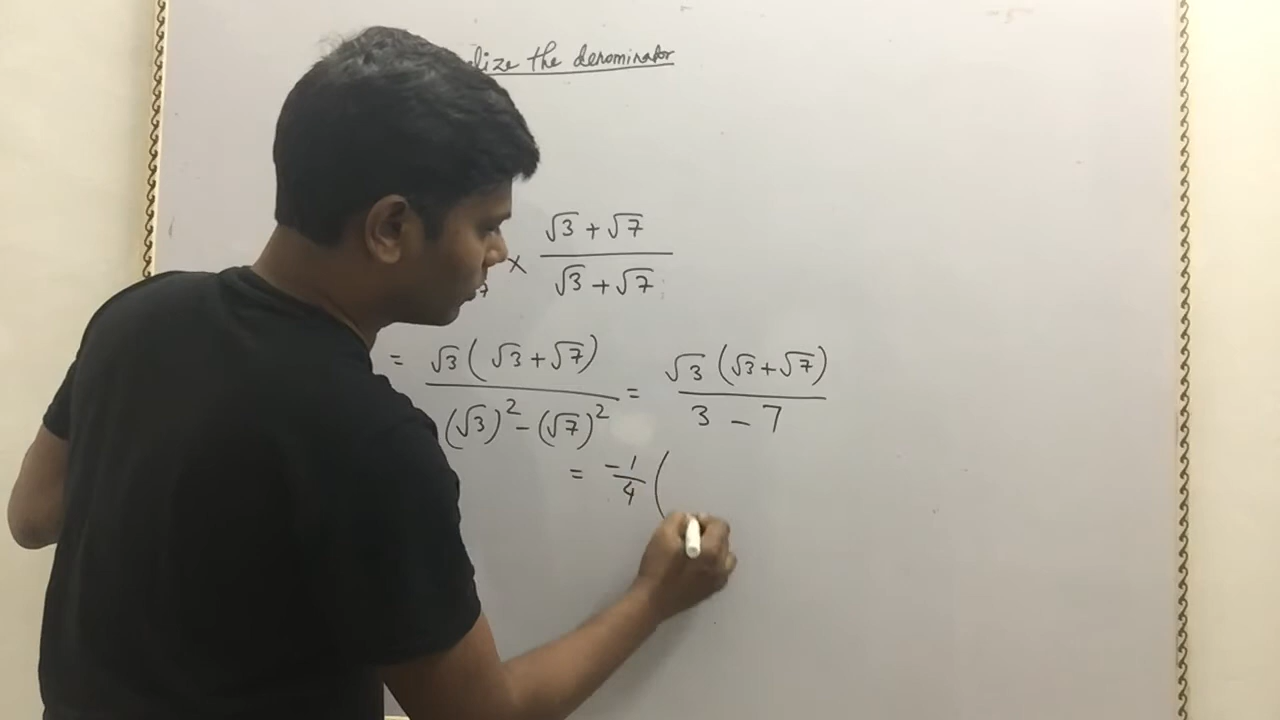 the denominator
× √3 + √7 / √3 + √7
= √3 ( √3 + √7 ) / (√3)² - (√7)² = √3 (√3 + √7) / 3 - 7
= -1/4 (